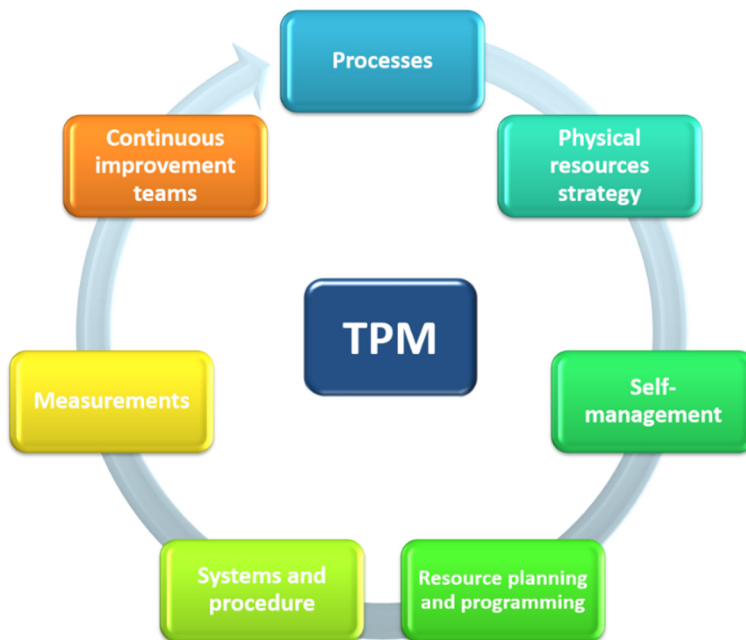 Processes
Physical
resources
strategy
Self-
management
Resource planning
and programming
Systems and
procedure
Measurements
Continuous
improvement
teams
TPM